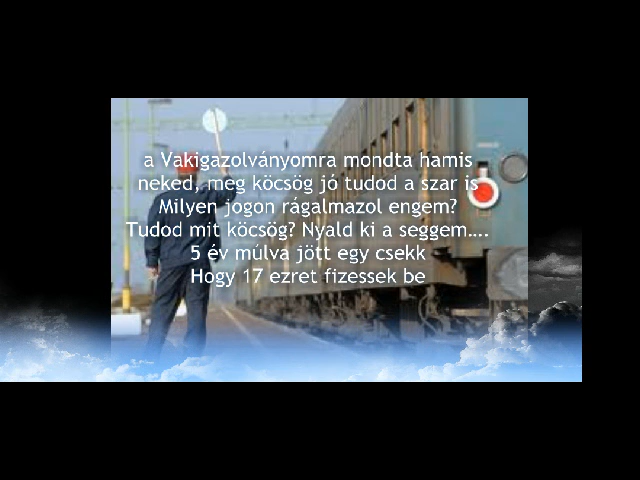 a Vakigazolványomra mondta hamis
neked, meg köcsög jó tudod a szar is
Milyen jogon rágalmazol engem?
Tudod mit köcsög? Nyald ki a seggem....
5 év múlva jött egy csekk
Hogy 17 ezret fizessek be